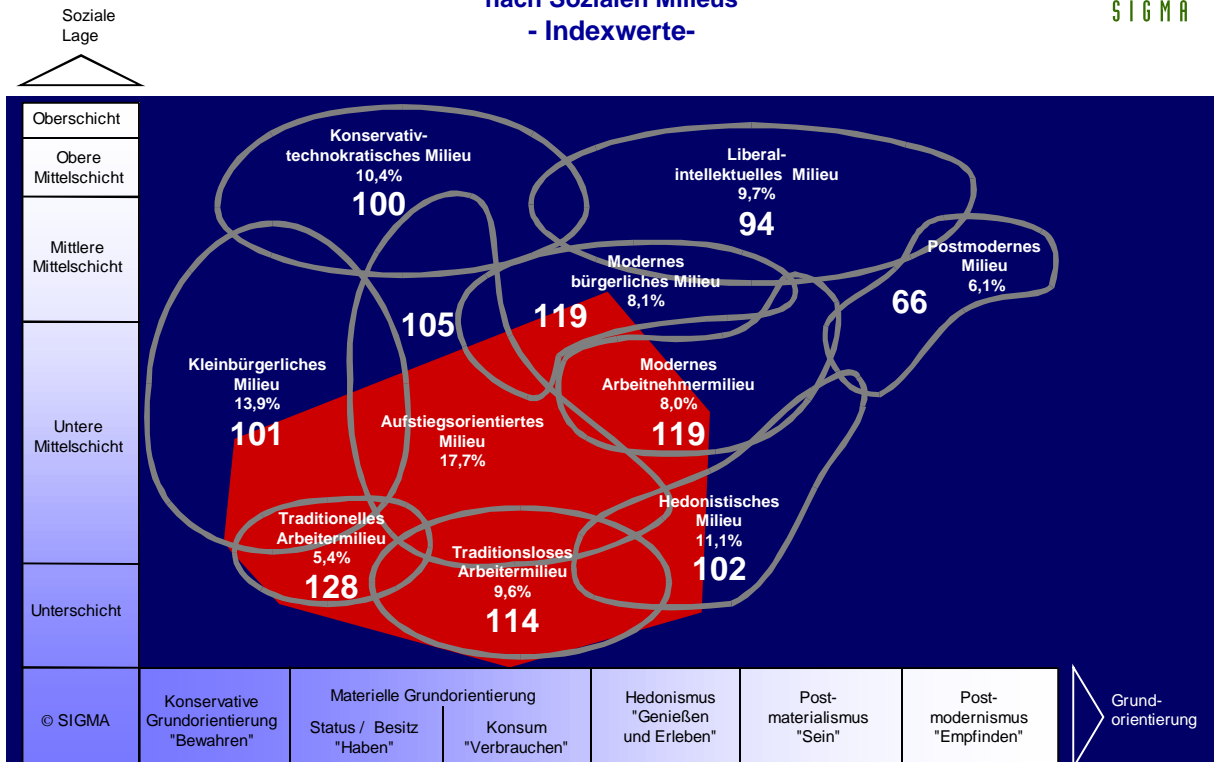 nach Sozialen Milieus
- Indexwerte-
SIGMA
Soziale
Lage
Oberschicht
Obere
Mittelschicht
Mittlere
Mittelschicht
Untere
Mittelschicht
Unterschicht
Konservativ-
technokratisches Milieu
10,4%
100
Liberal-
intellektuelles Milieu
9,7%
94
Postmodernes
Milieu
6,1%
66
Modernes
bürgerliches Milieu
8,1%
119
105
Kleinbürgerliches
Milieu
13,9%
101
Aufstiegsorientiertes
Milieu
17,7%
Modernes
Arbeitnehmermilieu
8,0%
119
Traditionelles
Arbeitermilieu
5,4%
128
Traditionsloses
Arbeitermilieu
9,6%
114
Hedonistisches
Milieu
11,1%
102
© SIGMA
Konservative
Grundorientierung
"Bewahren"
Materielle Grundorientierung
Status / Besitz
"Haben"
Konsum
"Verbrauchen"
Hedonismus
"Genießen
und Erleben"
Post-
materialismus
"Sein"
Post-
modernismus
"Empfinden"
Grund-
orientierung